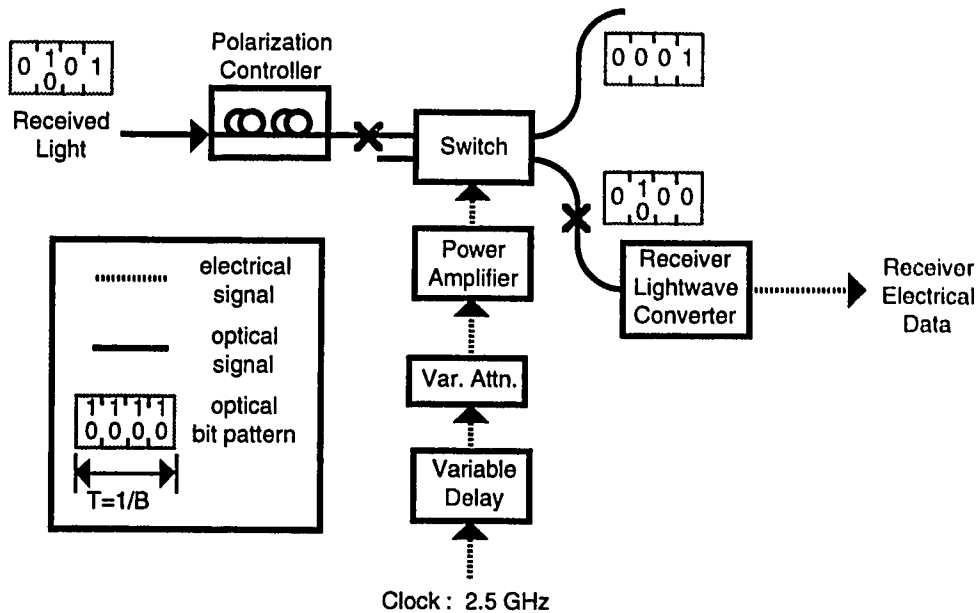 Polarization
Controller
0 1 0 1
0
Received
Light
0 0 0 1
Switch
0 1 0 0
0
Power
Amplifier
Receiver
Lightwave
Converter
Receiver
Electrical
Data
electrical
signal
optical
signal
1 1 1 1
0 0 0 0
optical
bit pattern
T=1/B
Var. Attn.
Variable
Delay
Clock : 2.5 GHz